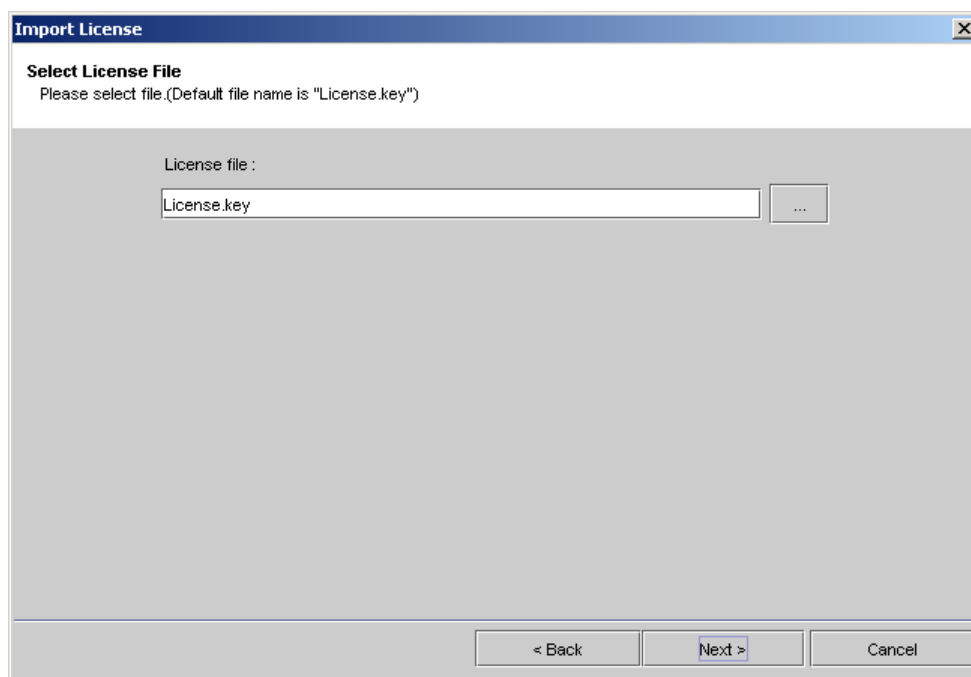 Import License
Select License File
Please select file.(Default file name is "License.key")
License file :
License.key
...
< Back
Next >
Cancel